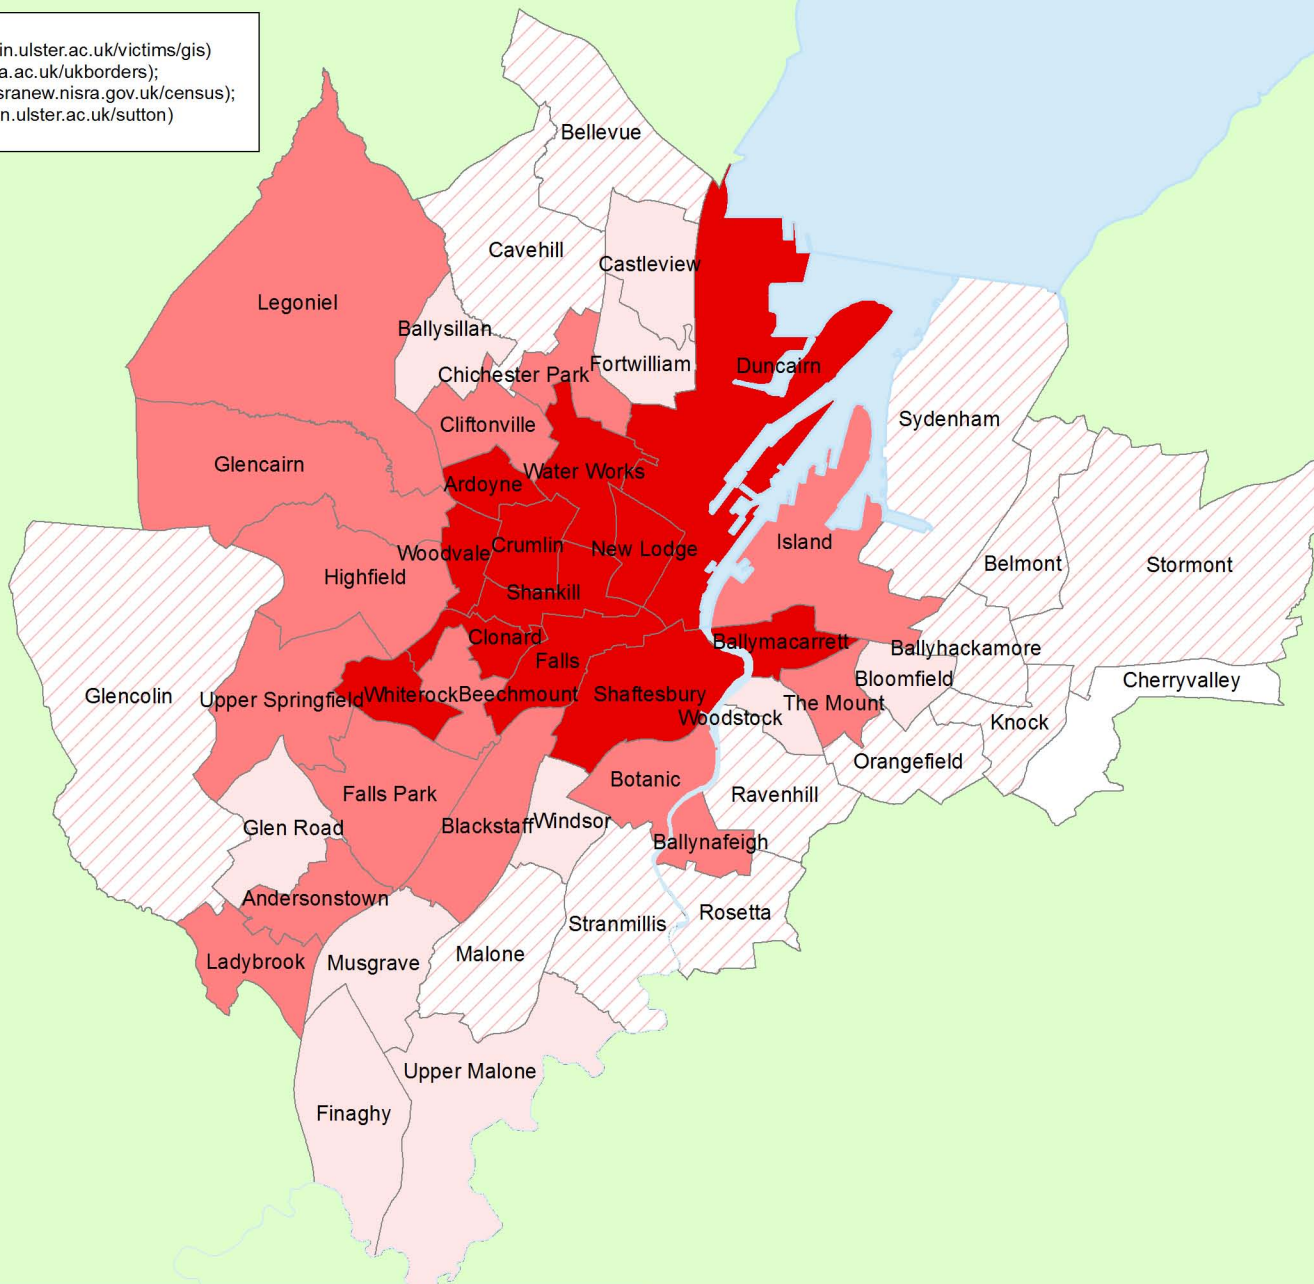 in.ulster.ac.uk/victims/gis)
a.ac.uk/ukborders);
sranew.nisra.gov.uk/census);
n.ulster.ac.uk/sutton)
Bellevue
Cavehill
Castleview
Legoniel
Ballysillan
Fortwilliam
Duncairn
Chichester Park
Sydenham
Cliftonville
Glencairn
Water Works
Ardoyne
Island
Crumlin
New Lodge
Woodvale
Belmont
Stormont
Highfield
Shankill
Clonard
Ballymacarrett
Ballyhackamore
Falls
Bloomfield
Cherryvalley
Glencolin
Upper Springfield
Whiterock
Beechmount
Shaftesbury
The Mount
Woodstock
Knock
Orangefield
Botanic
Falls Park
Ravenhill
Glen Road
Blackstaff
Windsor
Ballynafeigh
Andersonstown
Rosetta
Stranmillis
Malone
Ladybrook
Musgrave
Upper Malone
Finaghy